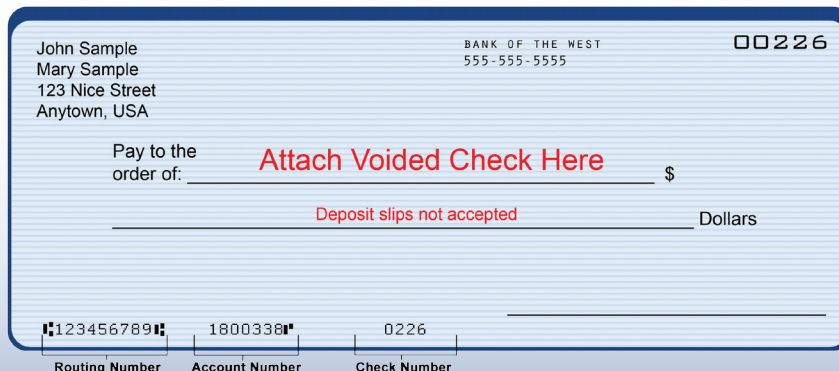 John Sample
Mary Sample
123 Nice Street
Anytown, USA
BANK OF THE WEST
555-555-5555
00226
Pay to the
order of:
Attach Voided Check Here
$
Deposit slips not accepted
Dollars
⑆123456789⑆ 1800338⑈ 0226
Routing Number Account Number Check Number